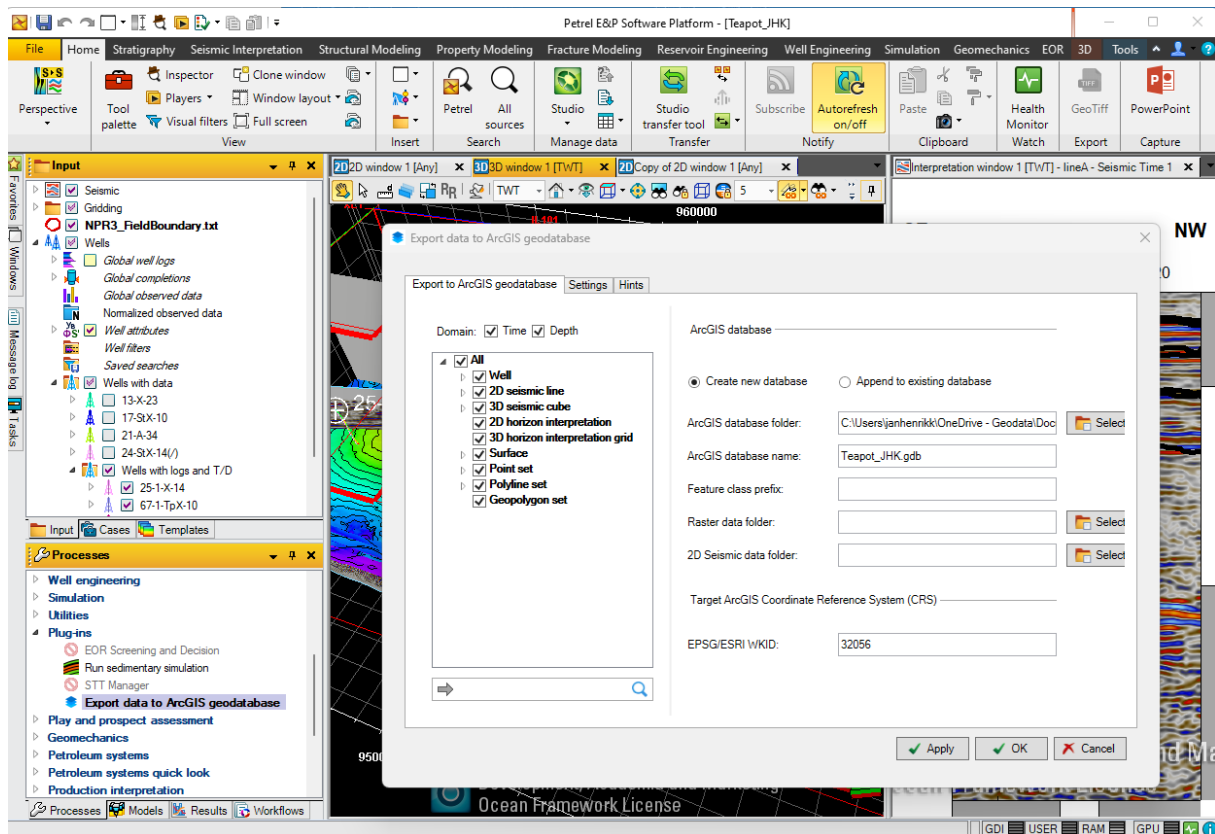 Petrel E&P Software Platform - [Teapot_JHK]
File Home Stratigraphy Seismic Interpretation Structural Modeling Property Modeling Fracture Modeling Reservoir Engineering Well Engineering Simulation Geomechanics EOR 3D Tools
Perspective
Tool palette
Inspector
Players
Visual filters
Clone window
Window layout
Full screen
View
Insert
Petrel
All sources
Search
Studio
Manage data
Studio transfer tool
Transfer
Subscribe
Autorefresh on/off
Notify
Paste
Clipboard
Health Monitor
Watch
GeoTiff
Export
PowerPoint
Capture
Favorites
Windows
Message log
Tasks
Input
Seismic
Gridding
NPR3_FieldBoundary.txt
Wells
Global well logs
Global completions
Global observed data
Normalized observed data
Well attributes
Well filters
Saved searches
Wells with data
13-X-23
17-StX-10
21-A-34
24-StX-14(/)
Wells with logs and T/D
25-1-X-14
67-1-TpX-10
Input Cases Templates
Processes
Well engineering
Simulation
Utilities
Plug-ins
EOR Screening and Decision
Run sedimentary simulation
STT Manager
Export data to ArcGIS geodatabase
Play and prospect assessment
Geomechanics
Petroleum systems
Petroleum systems quick look
Production interpretation
Processes Models Results Workflows
2D 2D window 1 [Any] 3D 3D window 1 [TWT] 2D Copy of 2D window 1 [Any]
Interpretation window 1 [TWT] - lineA - Seismic Time 1
TWT 5
960000
NW
Export data to ArcGIS geodatabase
Export to ArcGIS geodatabase Settings Hints
Domain: Time Depth
All
Well
2D seismic line
3D seismic cube
2D horizon interpretation
3D horizon interpretation grid
Surface
Point set
Polyline set
Geopolygon set
ArcGIS database
Create new database Append to existing database
ArcGIS database folder: C:\Users\janhenrikk\OneDrive - Geodata\Doc Select
ArcGIS database name: Teapot_JHK.gdb
Feature class prefix:
Raster data folder: Select
2D Seismic data folder: Select
Target ArcGIS Coordinate Reference System (CRS)
EPSG/ESRI WKID: 32056
Apply OK Cancel
Ocean Framework License
GDI USER RAM GPU